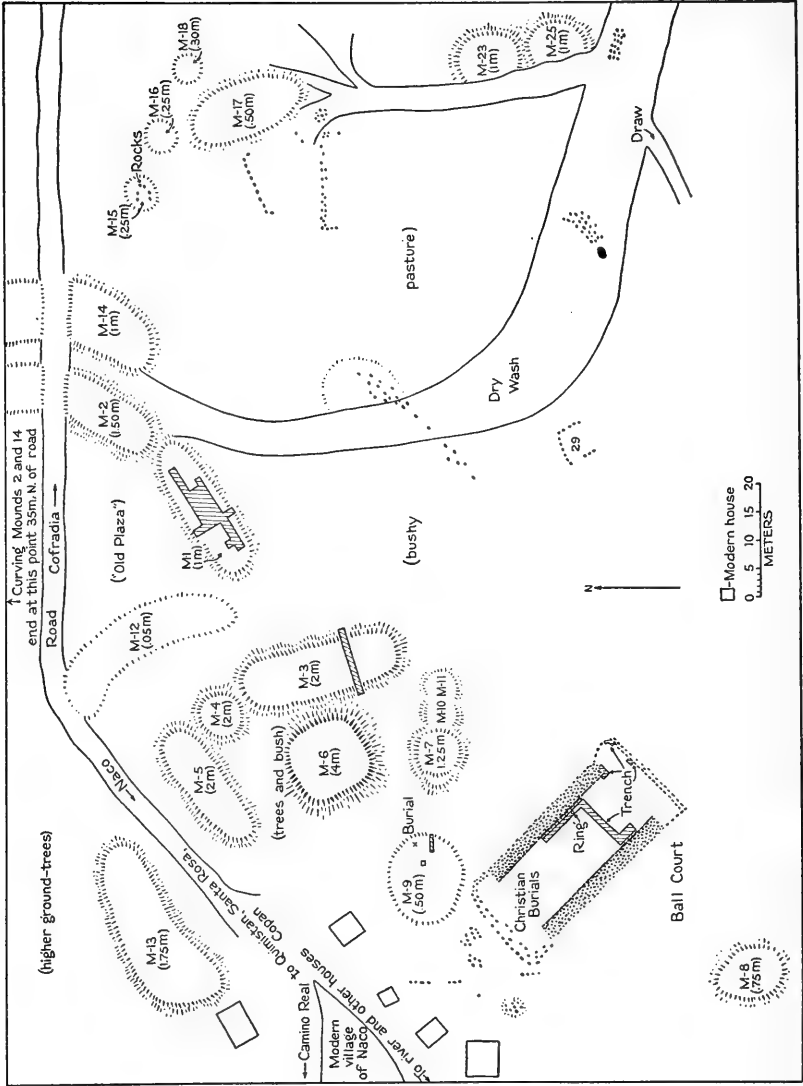 ↑Curving Mounds 2 and 14
end at this point 35m. N. of road
Road Cofradia →
(higher ground-trees)
←Naco
to Quimistan, Santa Rosa,
Copan
← Camino Real
Modern
village
of Naco
←To river and other houses
M-13
(1.75m)
M-12
(.05m)
('Old Plaza")
M1
(1m)
M-2
(1.50m)
M-14
(1m)
M-15
(.25m)
Rocks
M-16
(.25m)
M-18
(.30m)
M-17
(.50m)
M-23
(1m)
M-25
(1m)
M-5
(2m)
M-4
(2m)
M-3
(2m)
(trees and bush)
M-6
(4m)
M-7
1.25m
M-10 M-11
× Burial
M-9
(.50m)
(bushy
pasture)
Dry
Wash
Draw
29
N
Christian
Burials
Ring
Trench
Ball Court
M-8
(.75m)
☐-Modern house
0 5 10 15 20
METERS